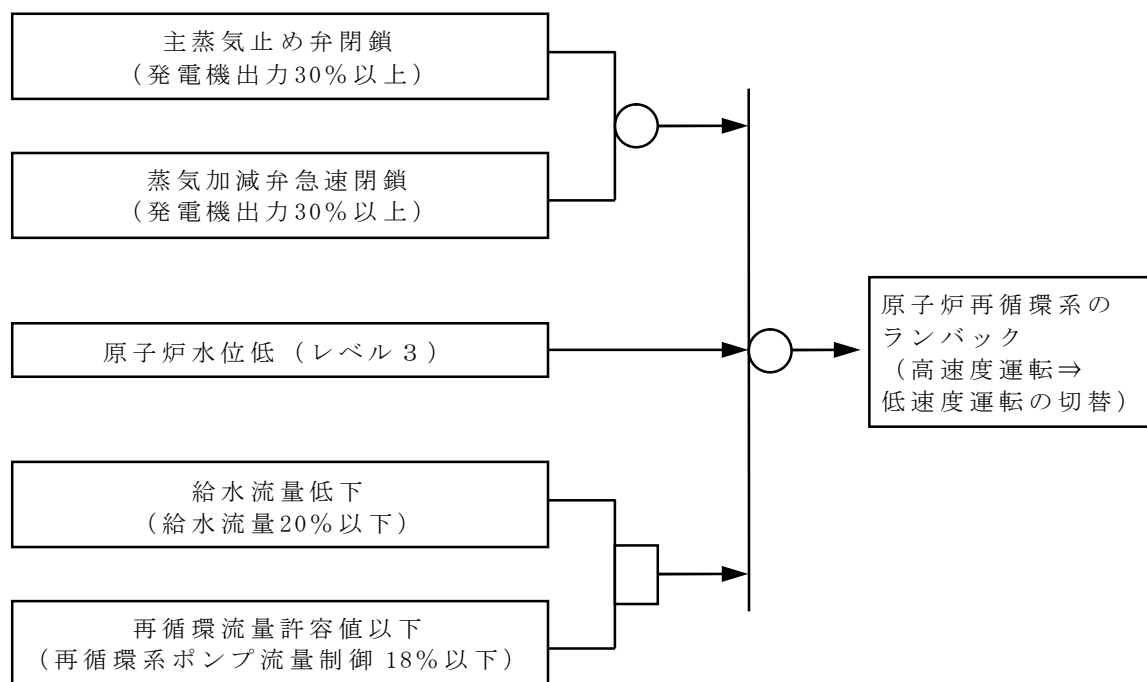 主蒸気止め弁閉鎖
（発電機出力30％以上）
蒸気加減弁急速閉鎖
（発電機出力30％以上）
原子炉水位低（レベル３）
給水流量低下
（給水流量20％以下）
再循環流量許容値以下
（再循環系ポンプ流量制御 18％以下）
原子炉再循環系の
ランバック
（高速度運転⇒
低速度運転の切替）